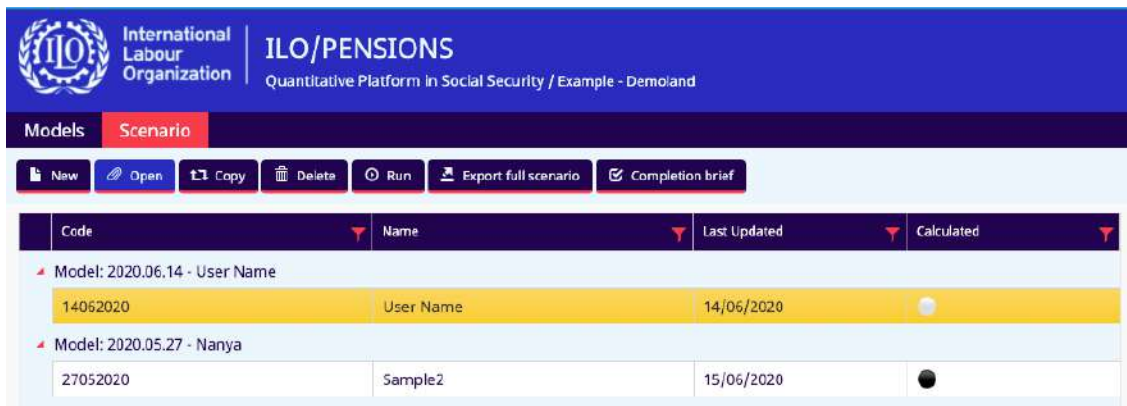 ILO
International
Labour
Organization
ILO/PENSIONS
Quantitative Platform in Social Security / Example - Demoland
Models Scenario
New Open Copy Delete Run Export full scenario Completion brief
Code Name Last Updated Calculated
Model: 2020.06.14 - User Name
14062020 User Name 14/06/2020
Model: 2020.05.27 - Nanya
27052020 Sample2 15/06/2020